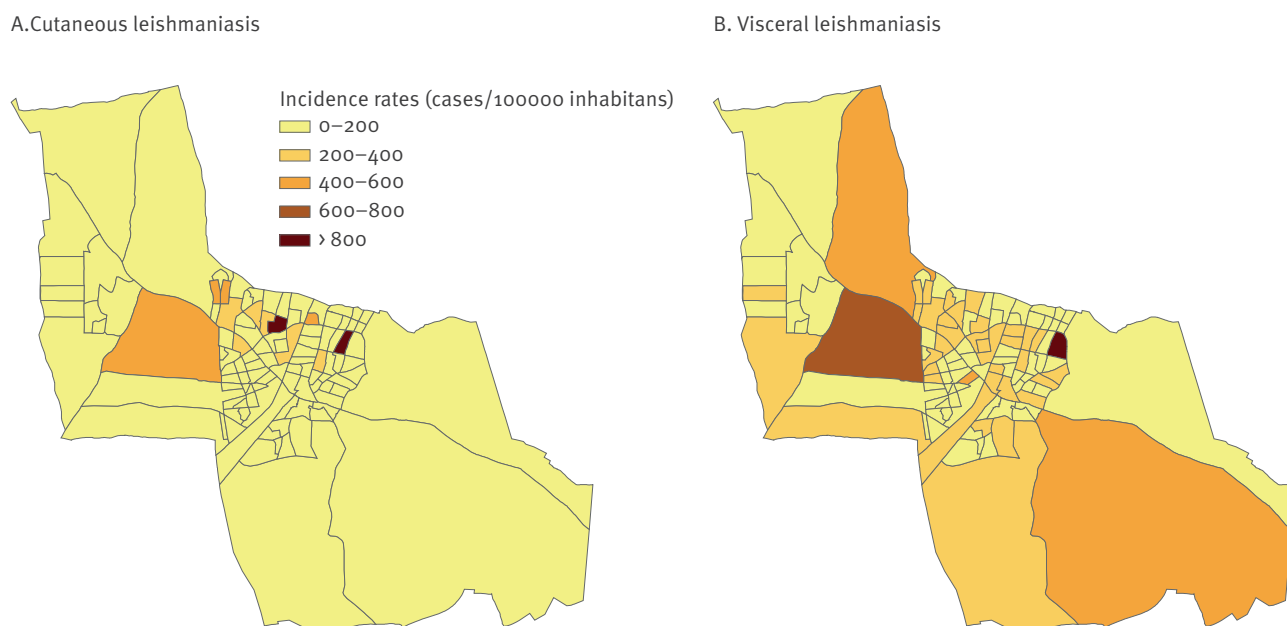 A.Cutaneous leishmaniasis
B. Visceral leishmaniasis
Incidence rates (cases/100000 inhabitans)
0–200
200–400
400–600
600–800
> 800